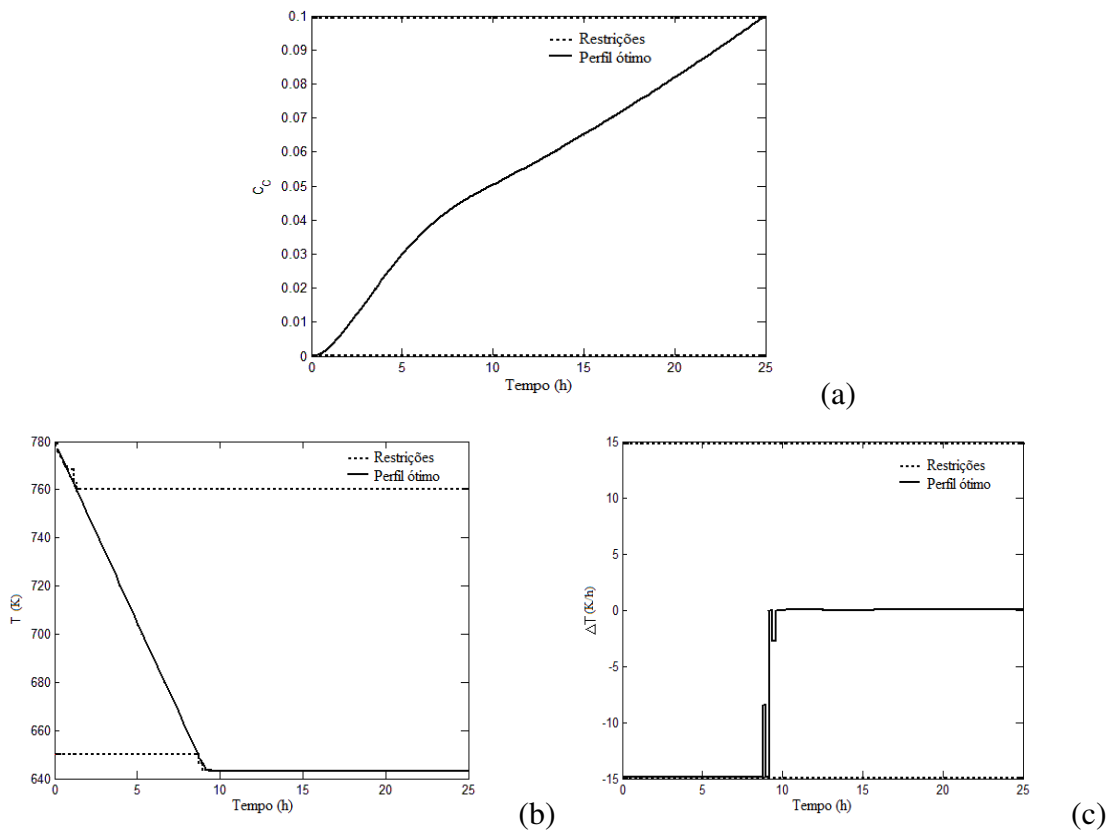 0.1
0.09
0.08
0.07
0.06
0.05
0.04
0.03
0.02
0.01
0
C_C
Restrições
Perfil ótimo
0 5 10 15 20 25
Tempo (h)
(a)
780
760
740
720
700
680
660
640
T (K)
Restrições
Perfil ótimo
0 5 10 15 20 25
Tempo (h)
(b)
15
10
5
0
-5
-10
-15
△T (K/h)
Restrições
Perfil ótimo
0 5 10 15 20 25
Tempo (h)
(c)